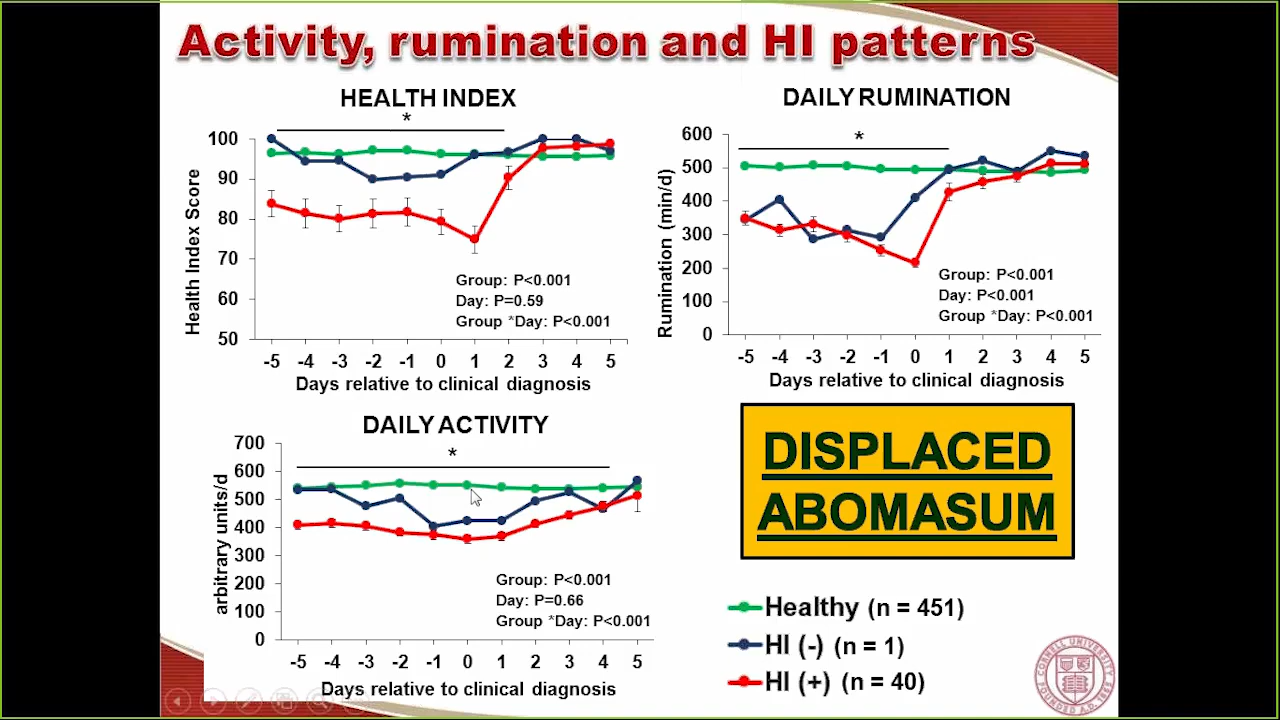 Activity, rumination and HI patterns
HEALTH INDEX
*
Health Index Score
100
90
80
70
60
50
Group: P<0.001
Day: P=0.59
Group *Day: P<0.001
-5 -4 -3 -2 -1 0 1 2 3 4 5
Days relative to clinical diagnosis
DAILY RUMINATION
*
Rumination (min/d)
600
500
400
300
200
100
0
Group: P<0.001
Day: P<0.001
Group *Day: P<0.001
-5 -4 -3 -2 -1 0 1 2 3 4 5
Days relative to clinical diagnosis
DAILY ACTIVITY
*
arbitrary units/d
700
600
500
400
300
200
100
0
Group: P<0.001
Day: P=0.66
Group *Day: P<0.001
-5 -4 -3 -2 -1 0 1 2 3 4 5
Days relative to clinical diagnosis
DISPLACED
ABOMASUM
Healthy (n = 451)
HI (-) (n = 1)
HI (+) (n = 40)
CORNELL UNIVERSITY
FOUNDED A.D. 1865